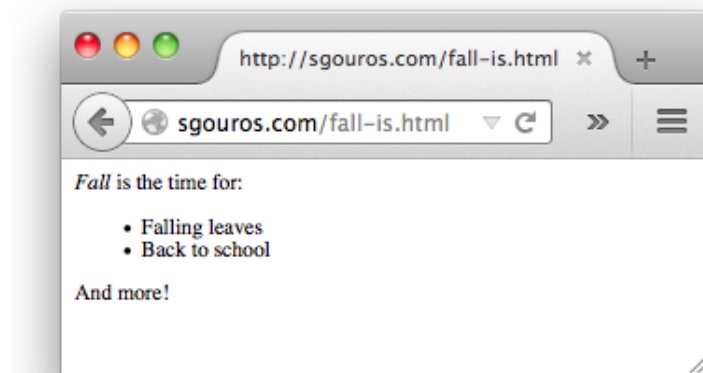 http://sgouros.com/fall-is.html
sgouros.com/fall-is.html
Fall is the time for:
• Falling leaves
• Back to school
And more!